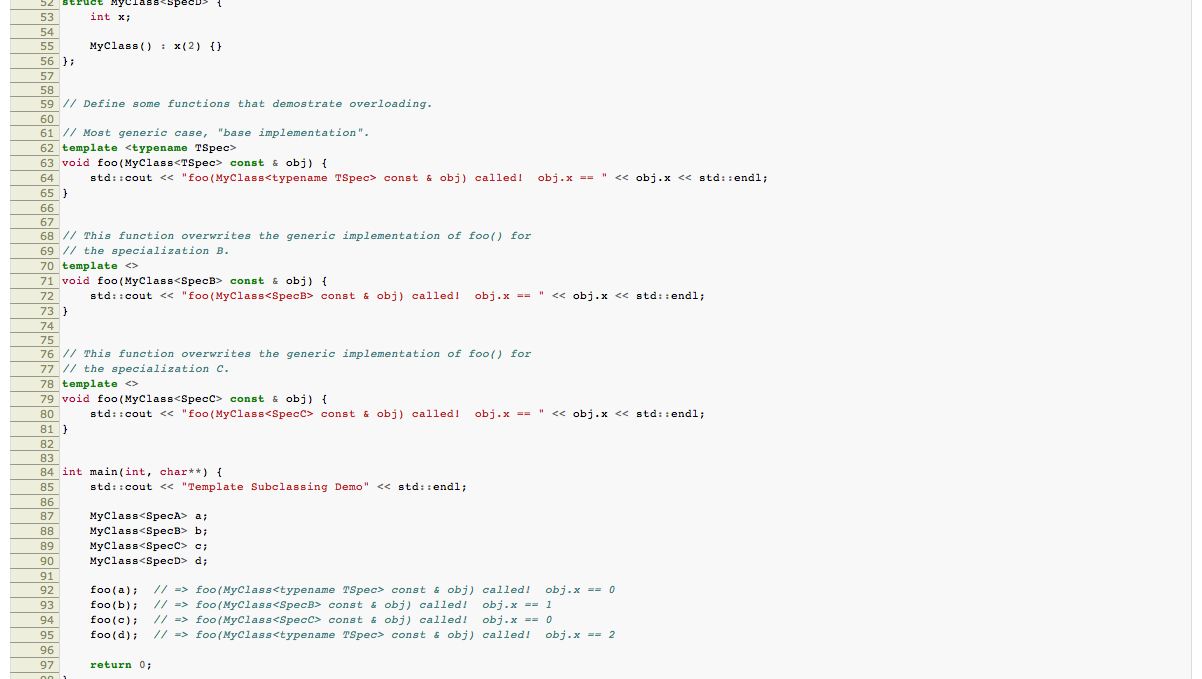 52 struct MyClass<SpecD> {
53     int x;
54
55     MyClass() : x(2) {}
56 };
57
58
59 // Define some functions that demostrate overloading.
60
61 // Most generic case, "base implementation".
62 template <typename TSpec>
63 void foo(MyClass<TSpec> const & obj) {
64     std::cout << "foo(MyClass<typename TSpec> const & obj) called!  obj.x == " << obj.x << std::endl;
65 }
66
67
68 // This function overwrites the generic implementation of foo() for
69 // the specialization B.
70 template <>
71 void foo(MyClass<SpecB> const & obj) {
72     std::cout << "foo(MyClass<SpecB> const & obj) called!  obj.x == " << obj.x << std::endl;
73 }
74
75
76 // This function overwrites the generic implementation of foo() for
77 // the specialization C.
78 template <>
79 void foo(MyClass<SpecC> const & obj) {
80     std::cout << "foo(MyClass<SpecC> const & obj) called!  obj.x == " << obj.x << std::endl;
81 }
82
83
84 int main(int, char**) {
85     std::cout << "Template Subclassing Demo" << std::endl;
86
87     MyClass<SpecA> a;
88     MyClass<SpecB> b;
89     MyClass<SpecC> c;
90     MyClass<SpecD> d;
91
92     foo(a);  // => foo(MyClass<typename TSpec> const & obj) called!  obj.x == 0
93     foo(b);  // => foo(MyClass<SpecB> const & obj) called!  obj.x == 1
94     foo(c);  // => foo(MyClass<SpecC> const & obj) called!  obj.x == 0
95     foo(d);  // => foo(MyClass<typename TSpec> const & obj) called!  obj.x == 2
96
97     return 0;
98 }